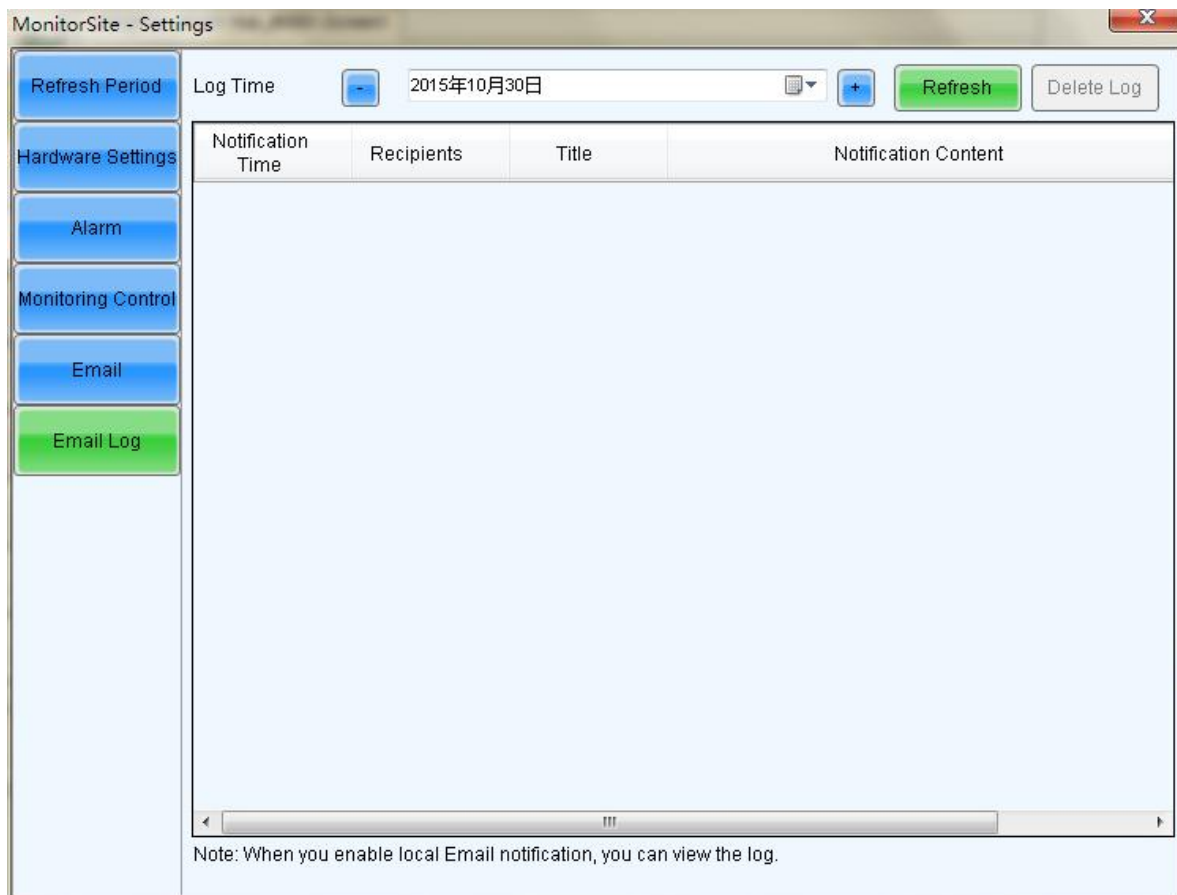 MonitorSite - Settings
Refresh Period
Hardware Settings
Alarm
Monitoring Control
Email
Email Log
Log Time
-
2015年10月30日
+
Refresh
Delete Log
Notification
Time
Recipients
Title
Notification Content
Note: When you enable local Email notification, you can view the log.